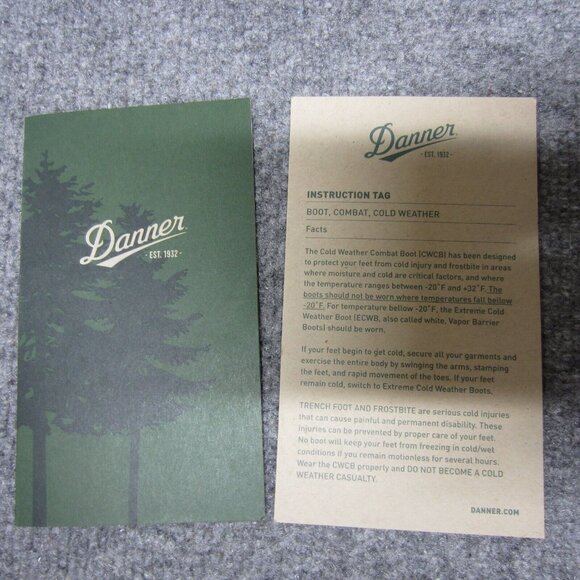 Danner
- EST. 1932 -
Danner
- EST. 1932 -
INSTRUCTION TAG
BOOT, COMBAT, COLD WEATHER
Facts
The Cold Weather Combat Boot (CWCB) has been designed
to protect your feet from cold injury and frostbite in areas
where moisture and cold are critical factors, and where
the temperature ranges between -20˚F and +32˚F. The
boots should not be worn where temperatures fall bellow
-20˚F. For temperature bellow -20˚F, the Extreme Cold
Weather Boot (ECWB, also called white, Vapor Barrier
Boots) should be worn.
If your feet begin to get cold, secure all your garments and
exercise the entire body by swinging the arms, stamping
the feet, and rapid movement of the toes. If your feet
remain cold, switch to Extreme Cold Weather Boots.
TRENCH FOOT AND FROSTBITE are serious cold injuries
that can cause painful and permanent disability. These
injuries can be prevented by proper care of your feet.
No boot will keep your feet from freezing in cold/wet
conditions if you remain motionless for several hours.
Wear the CWCB properly and DO NOT BECOME A COLD
WEATHER CASUALTY.
DANNER.COM